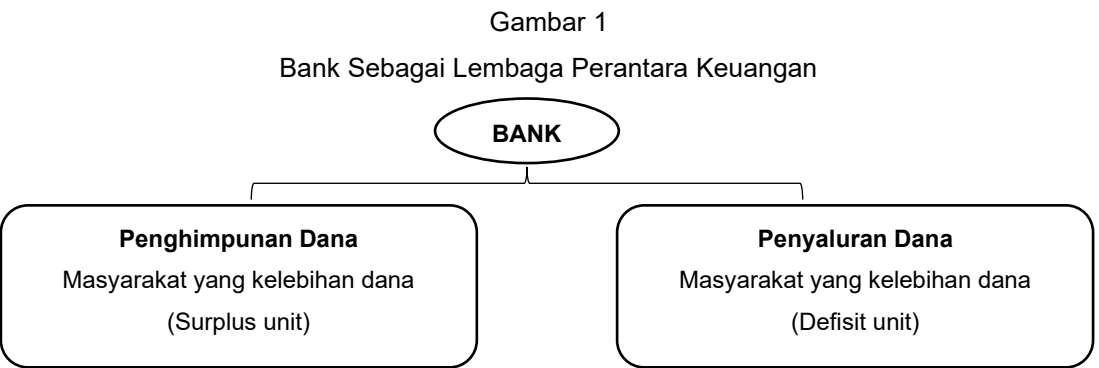 Gambar 1
Bank Sebagai Lembaga Perantara Keuangan
BANK
Penghimpunan Dana
Masyarakat yang kelebihan dana
(Surplus unit)
Penyaluran Dana
Masyarakat yang kelebihan dana
(Defisit unit)